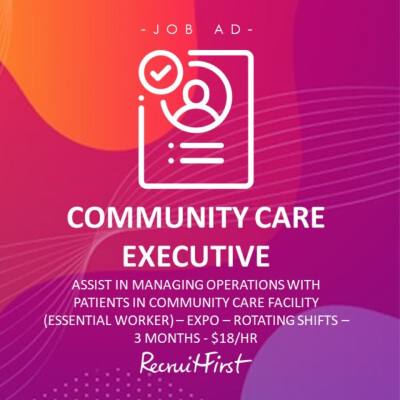 - JOB AD -
COMMUNITY CARE
EXECUTIVE
ASSIST IN MANAGING OPERATIONS WITH
PATIENTS IN COMMUNITY CARE FACILITY
(ESSENTIAL WORKER) – EXPO – ROTATING SHIFTS –
3 MONTHS - $18/HR
RecruitFirst